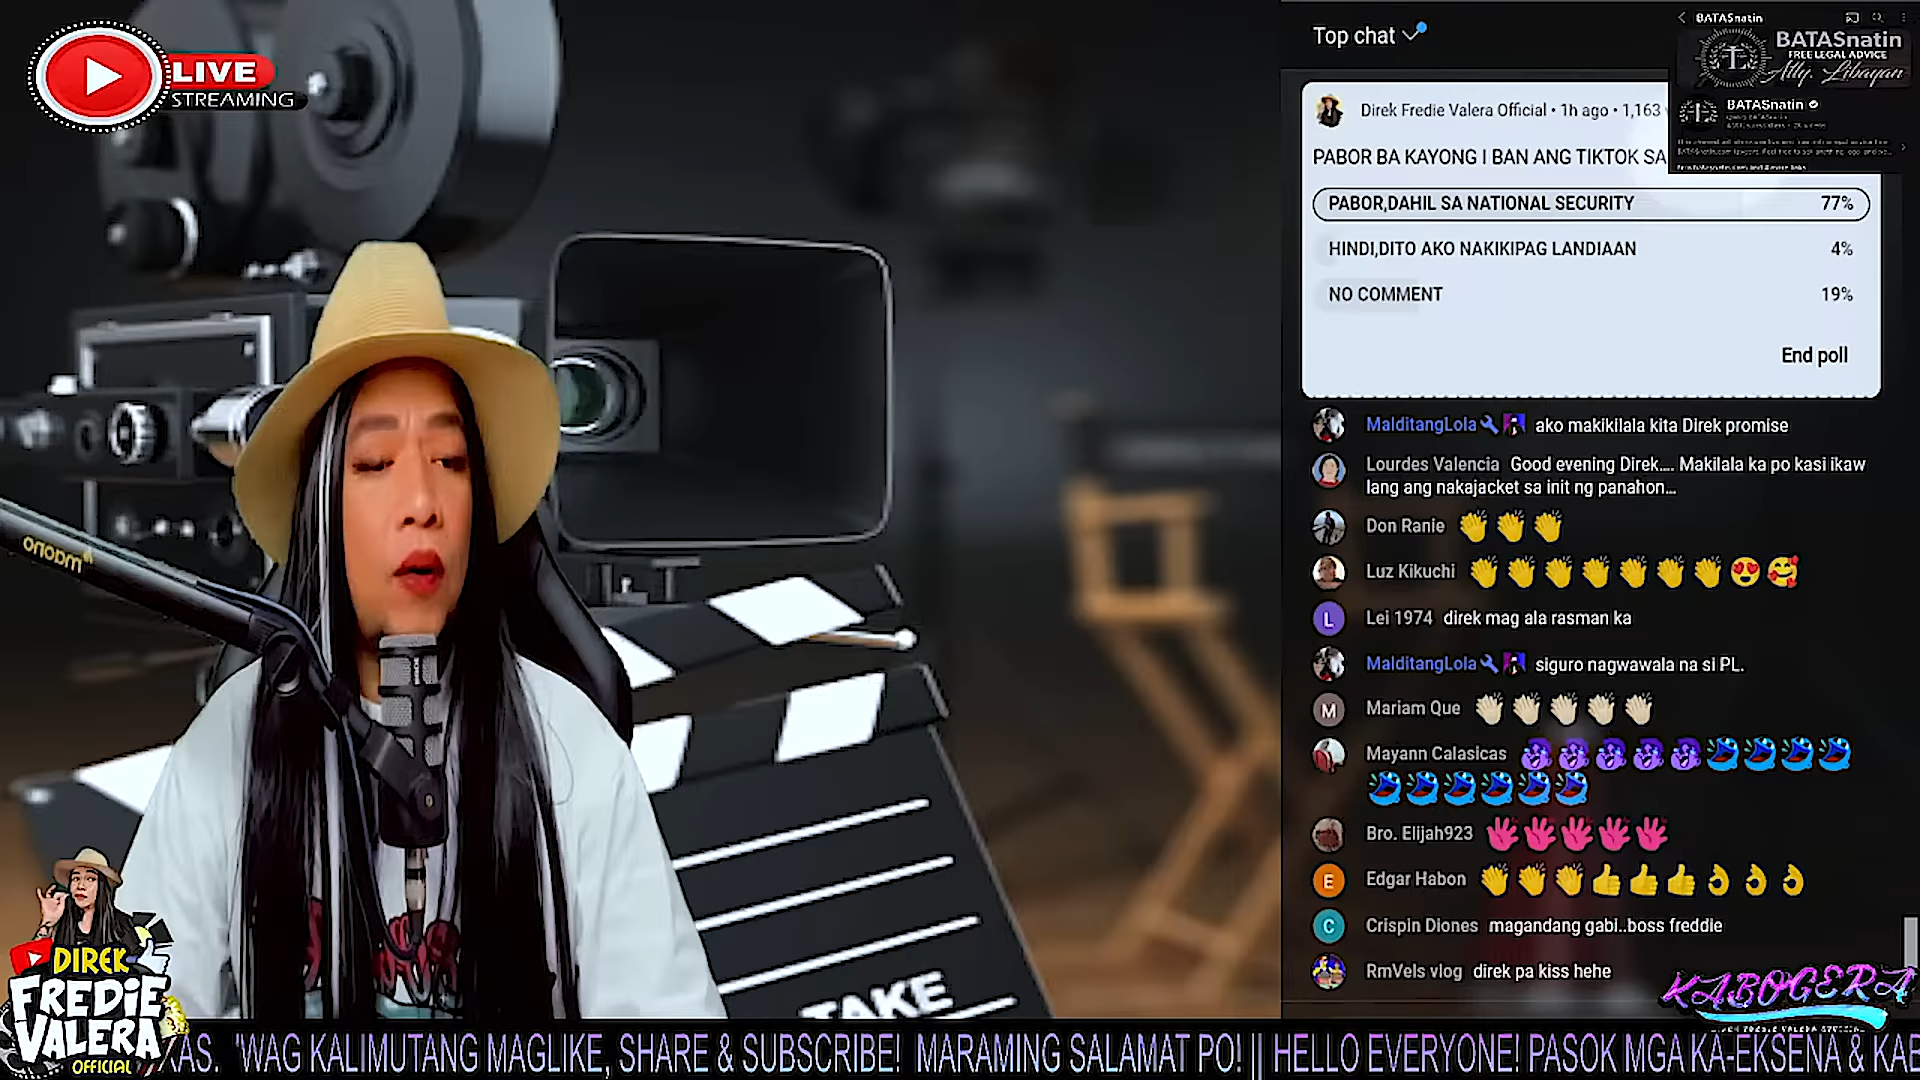 LIVE
STREAMING
maono
TAKE
DIREK
FREDIE
VALERA
OFFICIAL
Top chat
BATASnatin
BATASnatin
FREE LEGAL ADVICE
Atty. Libayan
BATASnatin
Direk Fredie Valera Official • 1h ago • 1,163
PABOR BA KAYONG I BAN ANG TIKTOK SA
PABOR,DAHIL SA NATIONAL SECURITY 77%
HINDI,DITO AKO NAKIKIPAG LANDIAAN 4%
NO COMMENT 19%
End poll
MalditangLola ako makikilala kita Direk promise
Lourdes Valencia Good evening Direk.... Makilala ka po kasi ikaw
lang ang nakajacket sa init ng panahon...
Don Ranie 👏👏👏
Luz Kikuchi 👏👏👏👏👏👏👏😍🥰
Lei 1974 direk mag ala rasman ka
MalditangLola siguro nagwawala na si PL.
Mariam Que 👏🏻👏🏻👏🏻👏🏻👏🏻
Mayann Calasicas
Bro. Elijah923
Edgar Habon 👏👏👏👍👍👍👌👌👌
Crispin Diones magandang gabi..boss freddie
RmVels vlog direk pa kiss hehe
KABOGERA
DIREK FREDIE VALERA OFFICIAL
KAS. 'WAG KALIMUTANG MAGLIKE, SHARE & SUBSCRIBE! MARAMING SALAMAT PO! || HELLO EVERYONE! PASOK MGA KA-EKSENA & KAB